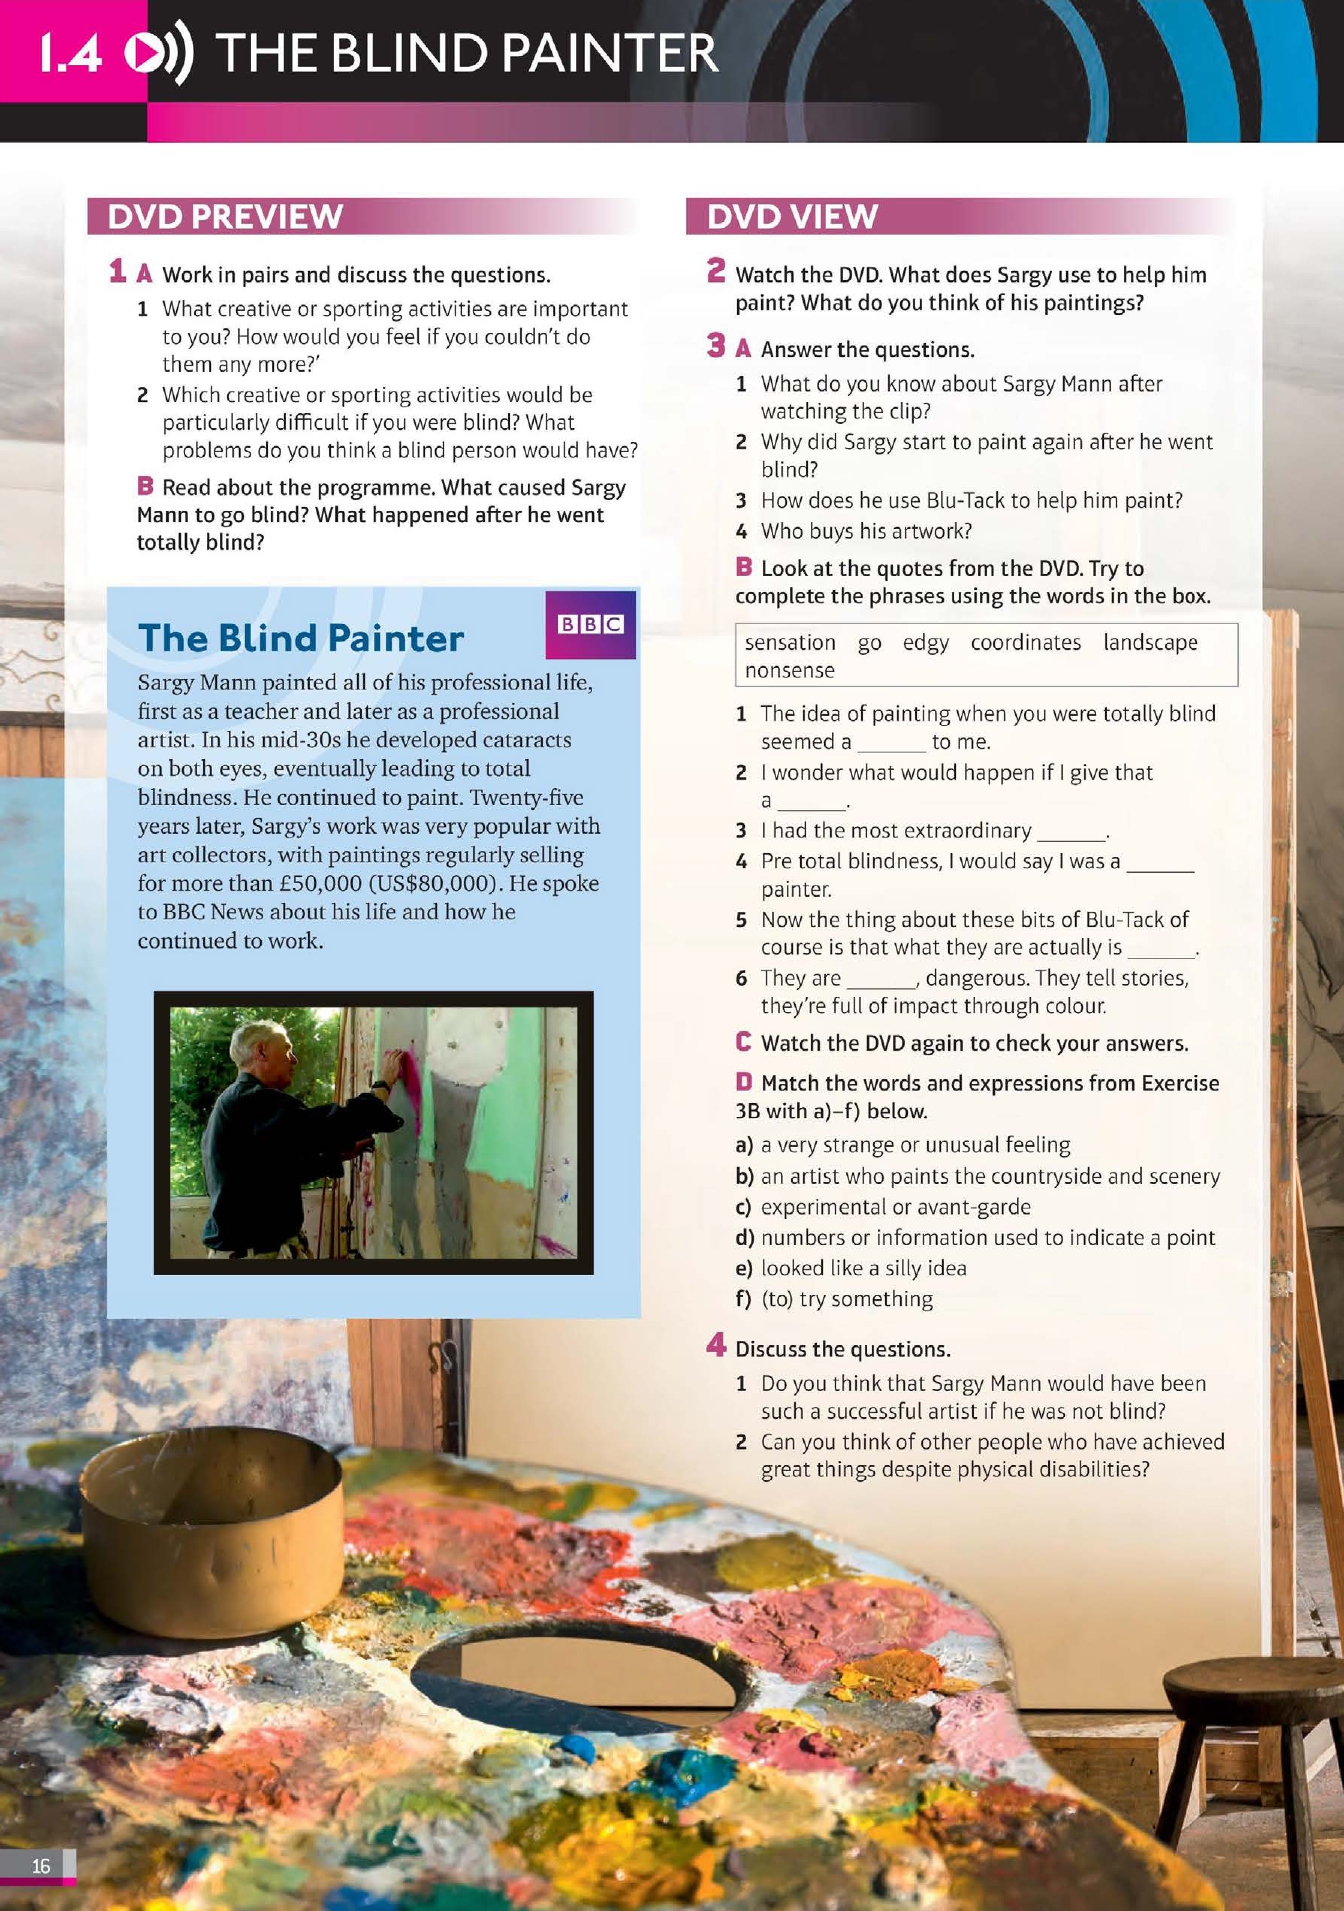 1.4 THE BLIND PAINTER
DVD PREVIEW
1 A Work in pairs and discuss the questions.
1 What creative or sporting activities are important
to you? How would you feel if you couldn't do
them any more?'
2 Which creative or sporting activities would be
particularly difficult if you were blind? What
problems do you think a blind person would have?
B Read about the programme. What caused Sargy
Mann to go blind? What happened after he went
totally blind?
The Blind Painter
BBC
Sargy Mann painted all of his professional life,
first as a teacher and later as a professional
artist. In his mid-30s he developed cataracts
on both eyes, eventually leading to total
blindness. He continued to paint. Twenty-five
years later, Sargy's work was very popular with
art collectors, with paintings regularly selling
for more than £50,000 (US$80,000). He spoke
to BBC News about his life and how he
continued to work.
DVD VIEW
2 Watch the DVD. What does Sargy use to help him
paint? What do you think of his paintings?
3 A Answer the questions.
1 What do you know about Sargy Mann after
watching the clip?
2 Why did Sargy start to paint again after he went
blind?
3 How does he use Blu-Tack to help him paint?
4 Who buys his artwork?
B Look at the quotes from the DVD. Try to
complete the phrases using the words in the box.
sensation go edgy coordinates landscape
nonsense
1 The idea of painting when you were totally blind
seemed a ______ to me.
2 I wonder what would happen if I give that
a ______.
3 I had the most extraordinary ______.
4 Pre total blindness, I would say I was a ______
painter.
5 Now the thing about these bits of Blu-Tack of
course is that what they are actually is ______.
6 They are ______, dangerous. They tell stories,
they're full of impact through colour.
C Watch the DVD again to check your answers.
D Match the words and expressions from Exercise
3B with a)–f) below.
a) a very strange or unusual feeling
b) an artist who paints the countryside and scenery
c) experimental or avant-garde
d) numbers or information used to indicate a point
e) looked like a silly idea
f) (to) try something
4 Discuss the questions.
1 Do you think that Sargy Mann would have been
such a successful artist if he was not blind?
2 Can you think of other people who have achieved
great things despite physical disabilities?
16